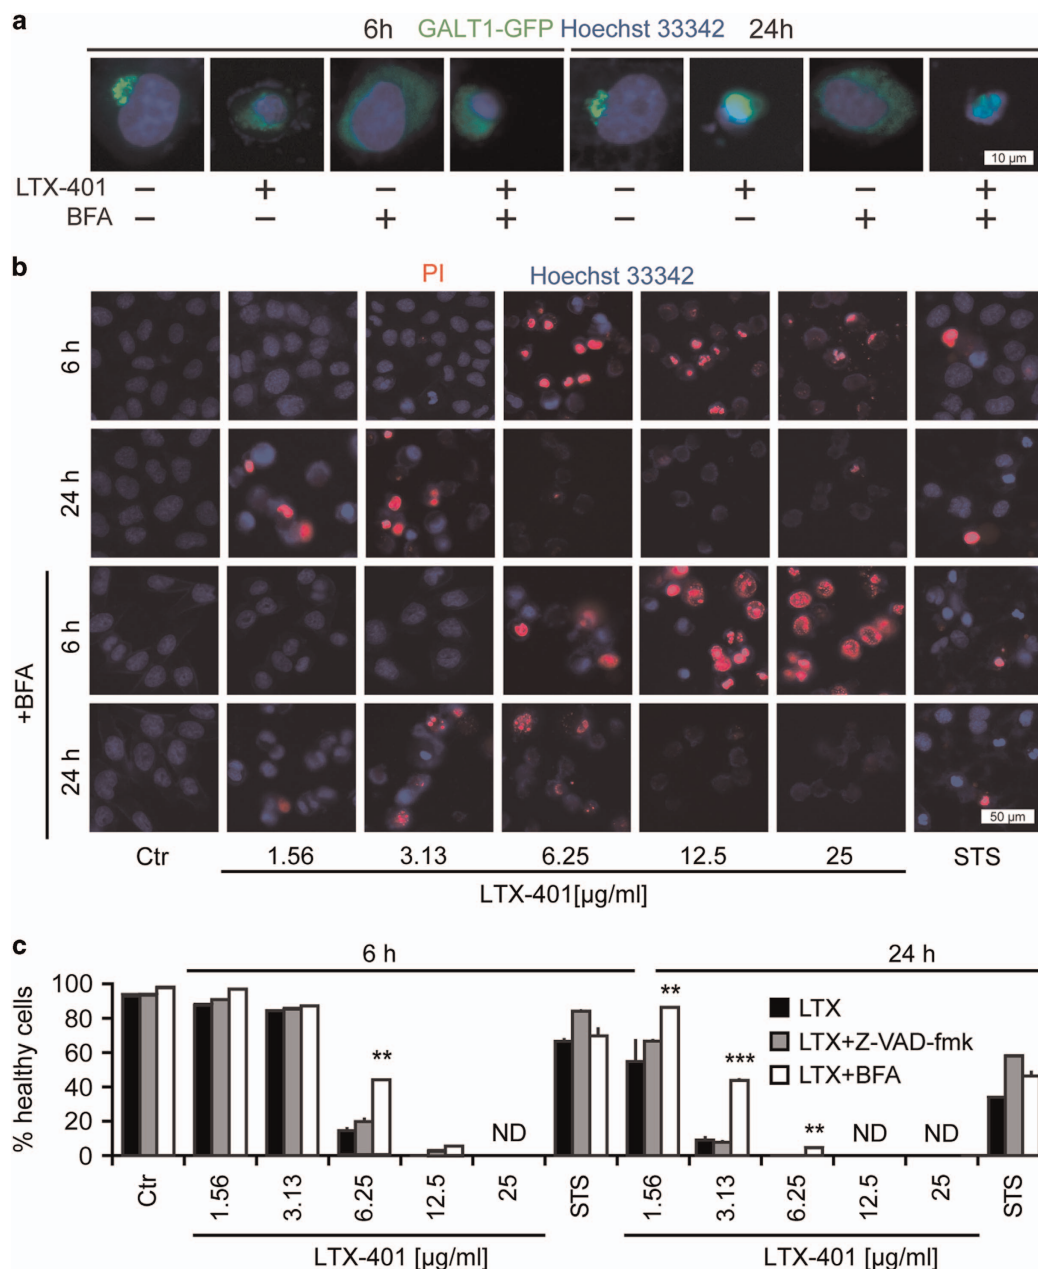 a
6h GALT1-GFP Hoechst 33342 24h
10 µm
LTX-401 – + – + – + – +
BFA – – + + – – + +
b
PI Hoechst 33342
6 h
24 h
+BFA
6 h
24 h
50 µm
Ctr 1.56 3.13 6.25 12.5 25 STS
LTX-401[µg/ml]
c
6 h 24 h
% healthy cells
100
80
60
40
20
0
** ND ** *** ** ND ND
LTX
LTX+Z-VAD-fmk
LTX+BFA
Ctr 1.56 3.13 6.25 12.5 25 STS 1.56 3.13 6.25 12.5 25 STS
LTX-401 [µg/ml] LTX-401 [µg/ml]